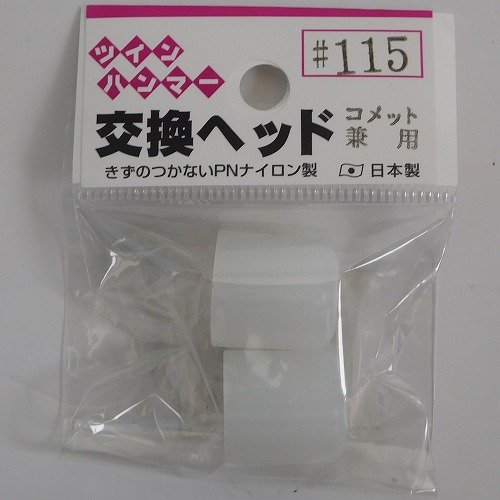 ツイン
ハンマー
#115
交換ヘッド
コメット
兼用
きずのつかないPNナイロン製
日本製